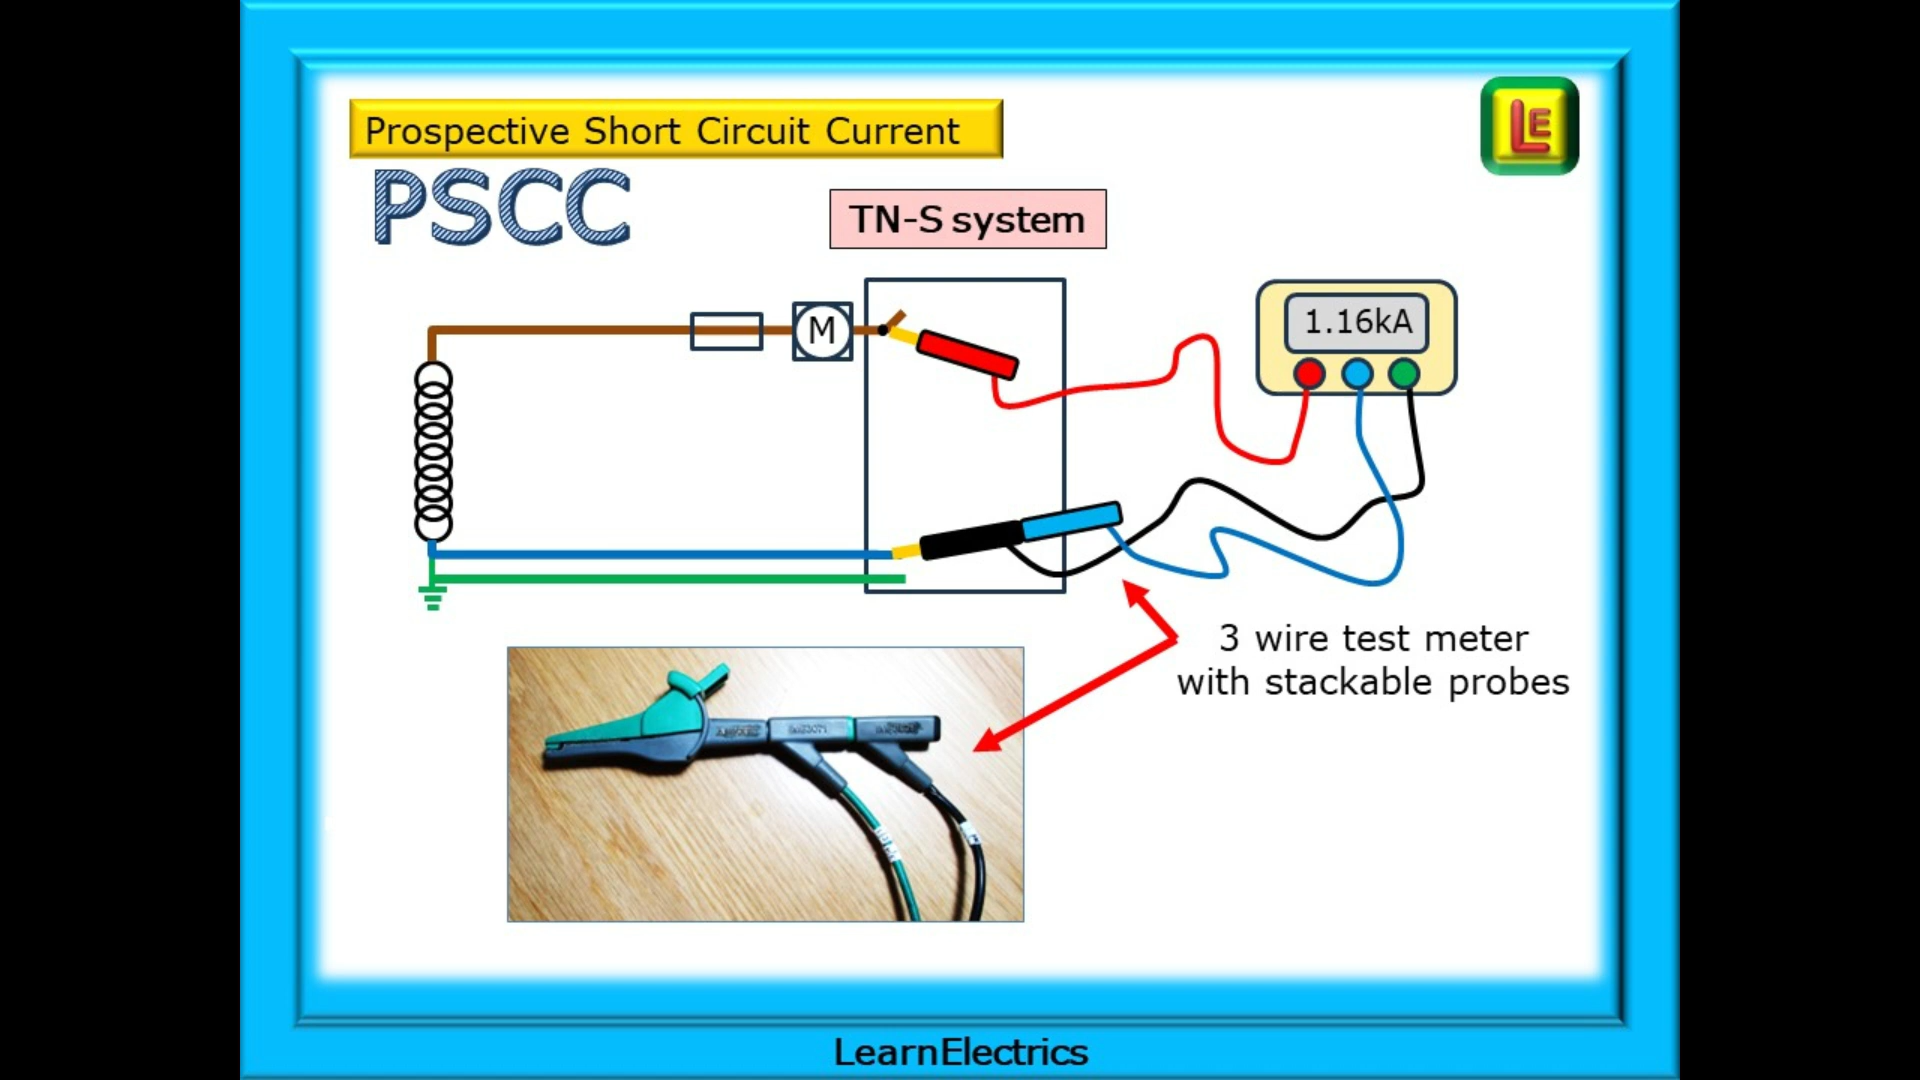 Prospective Short Circuit Current
LE
PSCC
TN-S system
M
1.16kA
3 wire test meter
with stackable probes
LearnElectrics